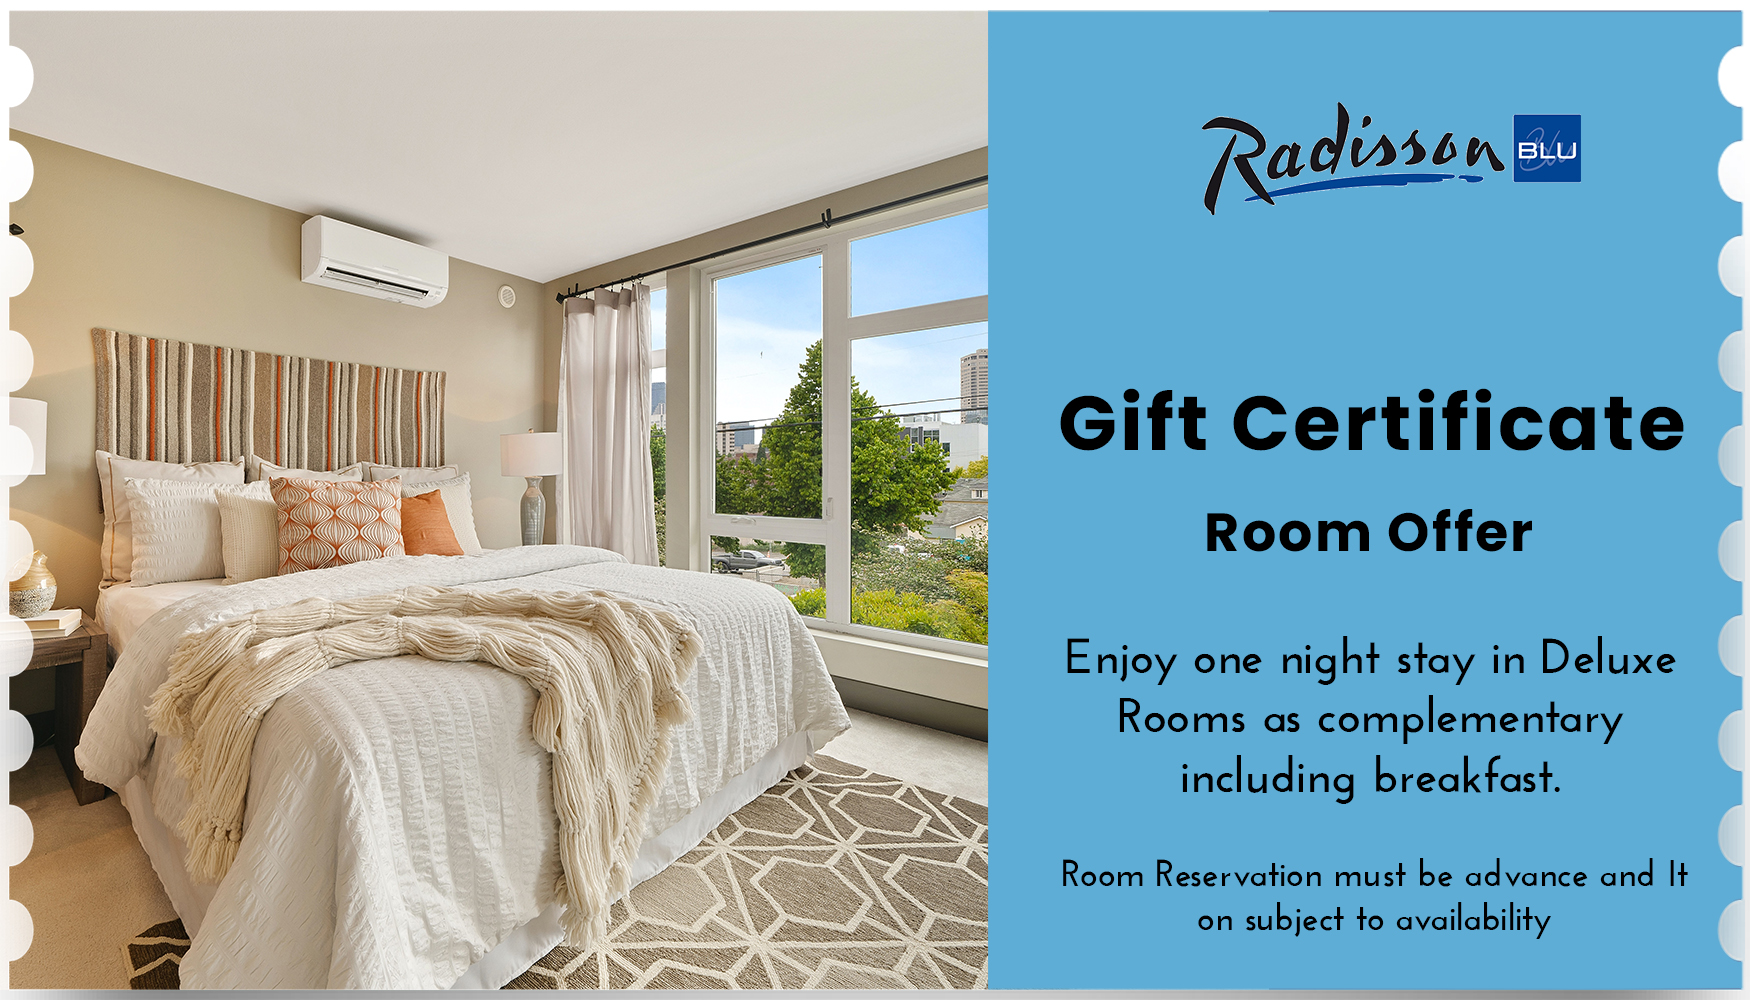 Radisson BLU
Gift Certificate
Room Offer
Enjoy one night stay in Deluxe
Rooms as complementary
including breakfast.
Room Reservation must be advance and It
on subject to availability